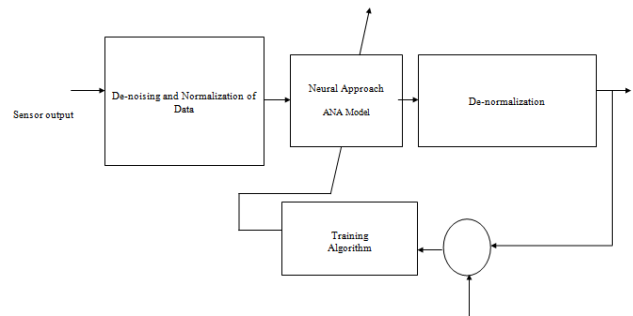 Sensor output
De-noising and Normalization of
Data
Neural Approach
ANA Model
De-normalization
Training
Algorithm